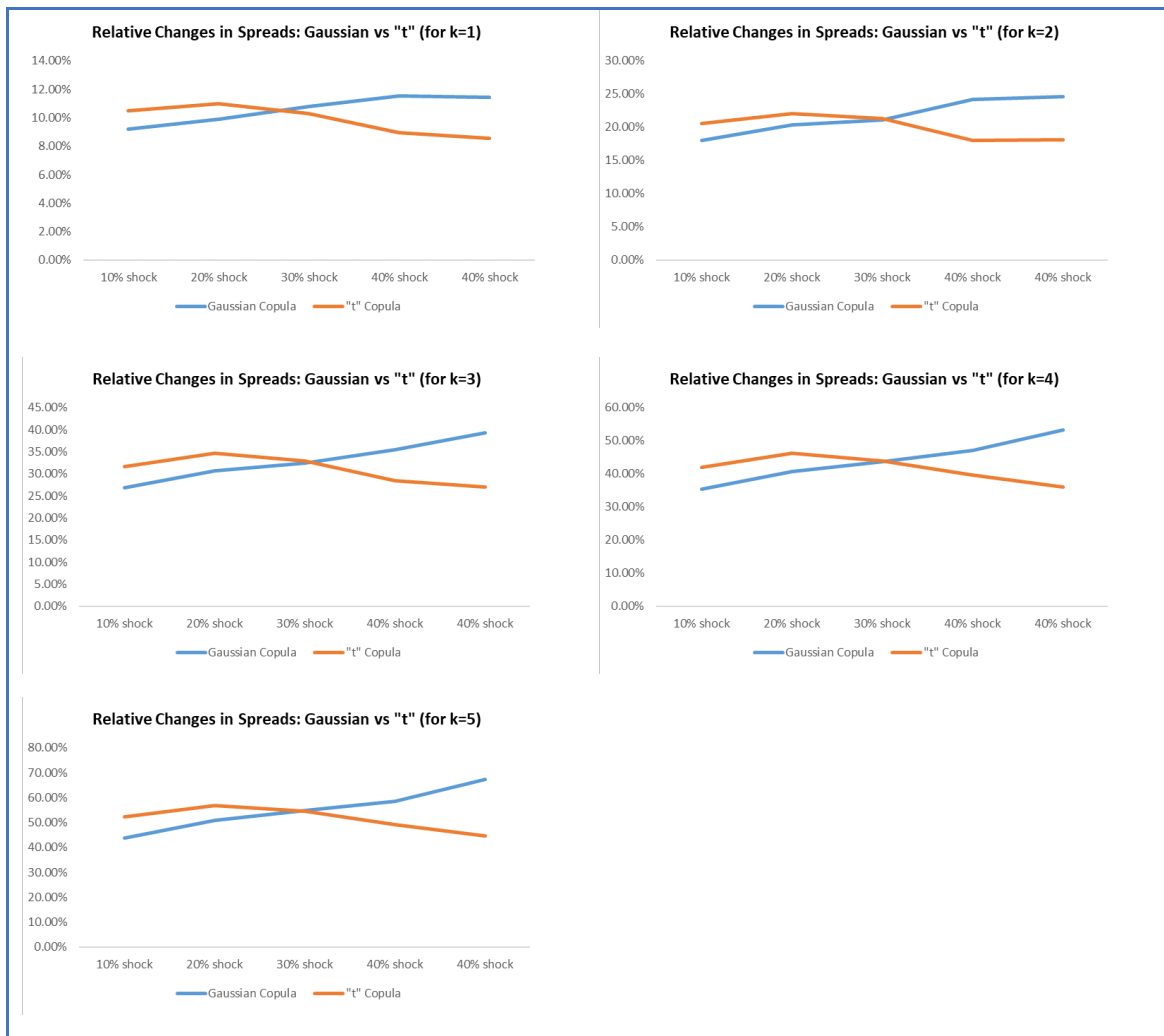 Relative Changes in Spreads: Gaussian vs "t" (for k=1)
14.00%
12.00%
10.00%
8.00%
6.00%
4.00%
2.00%
0.00%
10% shock 20% shock 30% shock 40% shock 40% shock
Gaussian Copula "t" Copula
Relative Changes in Spreads: Gaussian vs "t" (for k=2)
30.00%
25.00%
20.00%
15.00%
10.00%
5.00%
0.00%
10% shock 20% shock 30% shock 40% shock 40% shock
Gaussian Copula "t" Copula
Relative Changes in Spreads: Gaussian vs "t" (for k=3)
45.00%
40.00%
35.00%
30.00%
25.00%
20.00%
15.00%
10.00%
5.00%
0.00%
10% shock 20% shock 30% shock 40% shock 40% shock
Gaussian Copula "t" Copula
Relative Changes in Spreads: Gaussian vs "t" (for k=4)
60.00%
50.00%
40.00%
30.00%
20.00%
10.00%
0.00%
10% shock 20% shock 30% shock 40% shock 40% shock
Gaussian Copula "t" Copula
Relative Changes in Spreads: Gaussian vs "t" (for k=5)
80.00%
70.00%
60.00%
50.00%
40.00%
30.00%
20.00%
10.00%
0.00%
10% shock 20% shock 30% shock 40% shock 40% shock
Gaussian Copula "t" Copula